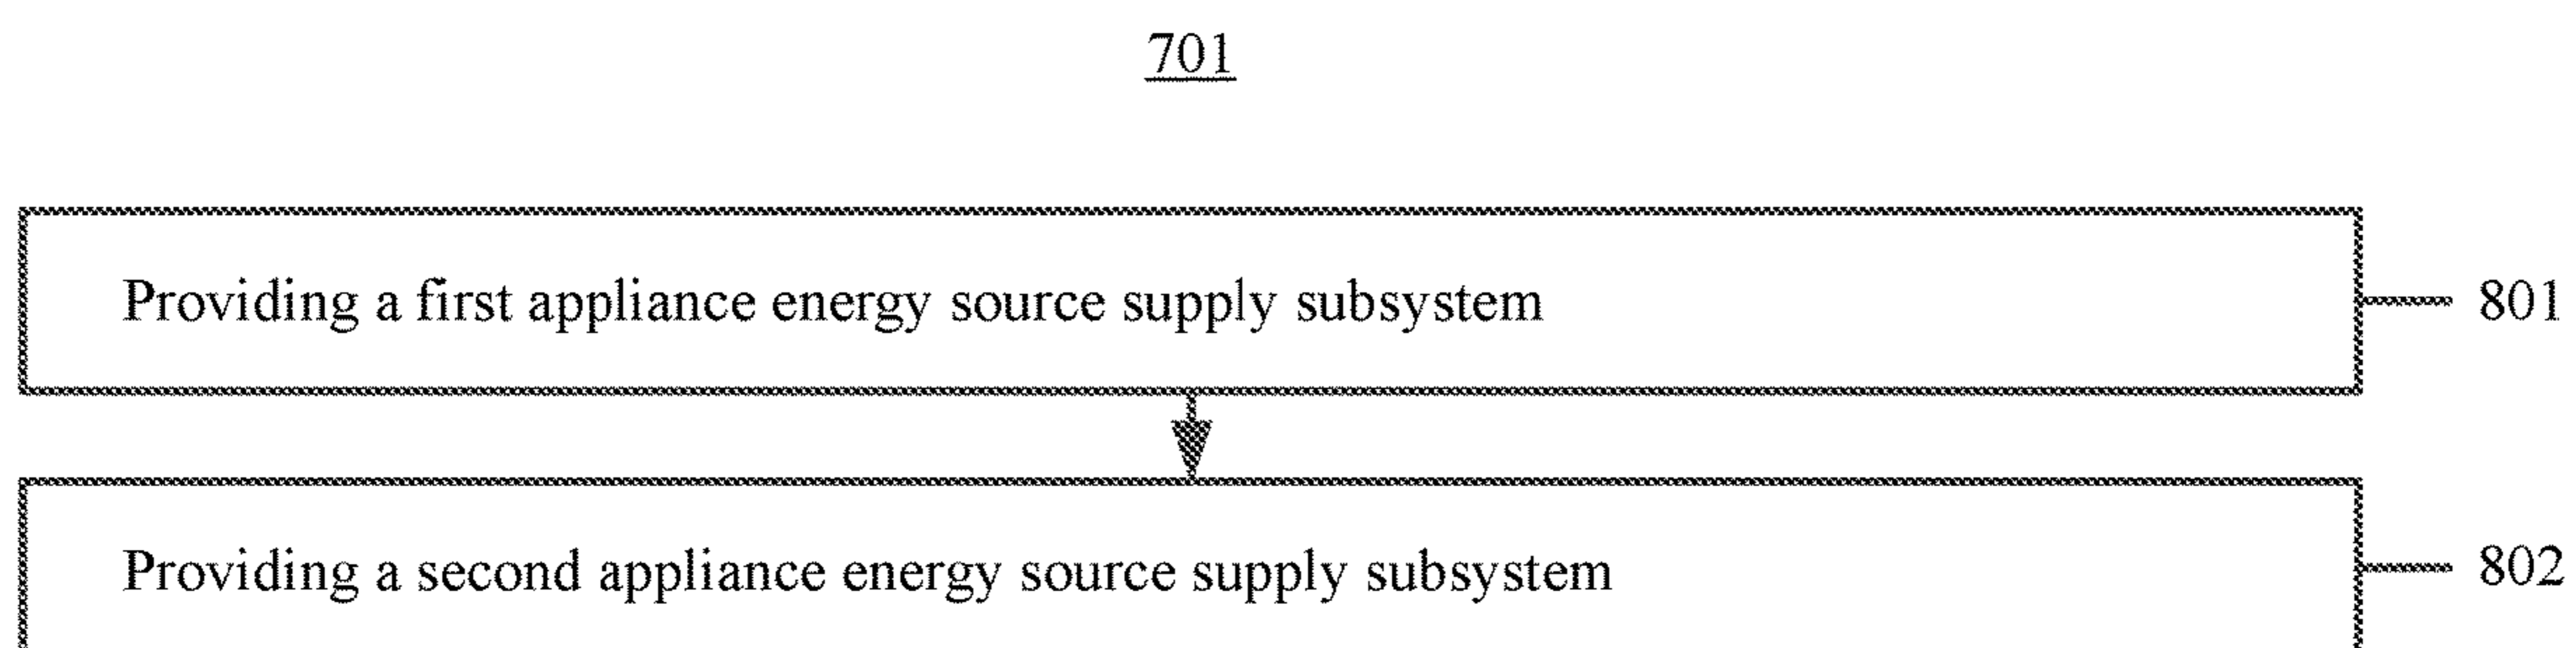 701
Providing a first appliance energy source supply subsystem
801
Providing a second appliance energy source supply subsystem
802